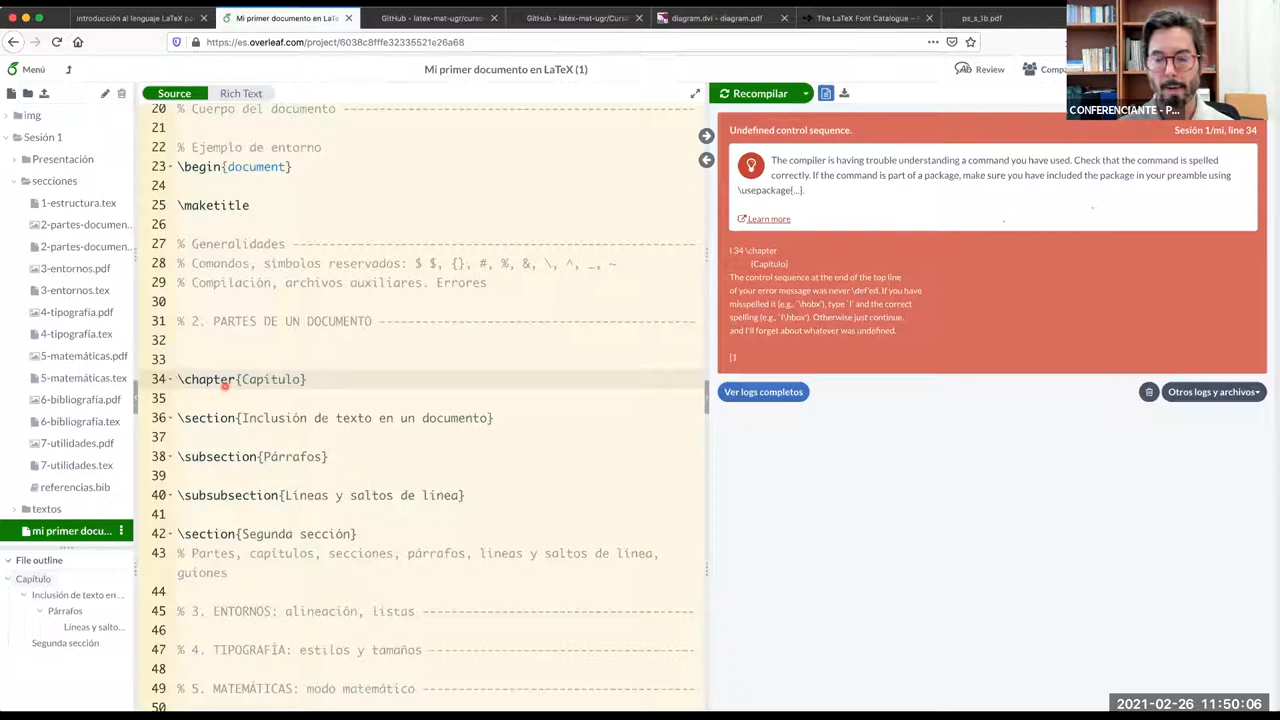 introducción al lenguaje LaTeX par
Mi primer documento en LaTe
GitHub - latex-mat-ugr/curso
GitHub - latex-mat-ugr/Curs
diagram.dvi - diagram.pdf
The LaTeX Font Catalogue –
ps_s_1b.pdf
https://es.overleaf.com/project/6038c8fffe32335521e26a68
Menú
Mi primer documento en LaTeX (1)
Review
Comp
CONFERENCIANTE - P...
Source
Rich Text
Recompilar
img
Sesión 1
Presentación
secciones
1-estructura.tex
2-partes-documen..
2-partes-documen..
3-entornos.pdf
3-entornos.tex
4-tipografía.pdf
4-tipografía.tex
5-matemáticas.pdf
5-matemáticas.tex
6-bibliografía.pdf
6-bibliografía.tex
7-utilidades.pdf
7-utilidades.tex
referencias.bib
textos
mi primer docu...
File outline
Capítulo
Inclusión de texto en ...
Párrafos
Líneas y salto...
Segunda sección
20 % Cuerpo del documento
21
22 % Ejemplo de entorno
23 \begin{document}
24
25 \maketitle
26
27 % Generalidades
28 % Comandos, símbolos reservados: $ $, {}, #, %, &, \, ^, _, ~
29 % Compilación, archivos auxiliares. Errores
30
31 % 2. PARTES DE UN DOCUMENTO
32
33
34 \chapter{Capítulo}
35
36 \section{Inclusión de texto en un documento}
37
38 \subsection{Párrafos}
39
40 \subsubsection{Líneas y saltos de línea}
41
42 \section{Segunda sección}
43 % Partes, capítulos, secciones, párrafos, líneas y saltos de línea,
guiones
44
45 % 3. ENTORNOS: alineación, listas
46
47 % 4. TIPOGRAFÍA: estilos y tamaños
48
49 % 5. MATEMÁTICAS: modo matemático
50
Undefined control sequence.
Sesión 1/mi, line 34
The compiler is having trouble understanding a command you have used. Check that the command is spelled
correctly. If the command is part of a package, make sure you have included the package in your preamble using
\usepackage{...}.
Learn more
l.34 \chapter
{Capítulo}
The control sequence at the end of the top line
of your error message was never \def'ed. If you have
misspelled it (e.g., `\hobx'), type `I' and the correct
spelling (e.g., `I\hbox'). Otherwise just continue,
and I'll forget about whatever was undefined.
[1
Ver logs completos
Otros logs y archivos
2021-02-26 11:50:06